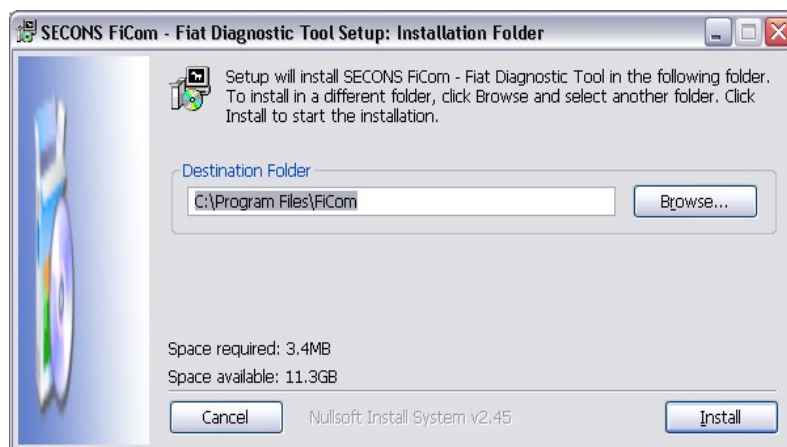 SECONS FiCom - Fiat Diagnostic Tool Setup: Installation Folder
Setup will install SECONS FiCom - Fiat Diagnostic Tool in the following folder.
To install in a different folder, click Browse and select another folder. Click
Install to start the installation.
Destination Folder
C:\Program Files\FiCom
Browse...
Space required: 3.4MB
Space available: 11.3GB
Cancel
Nullsoft Install System v2.45
Install